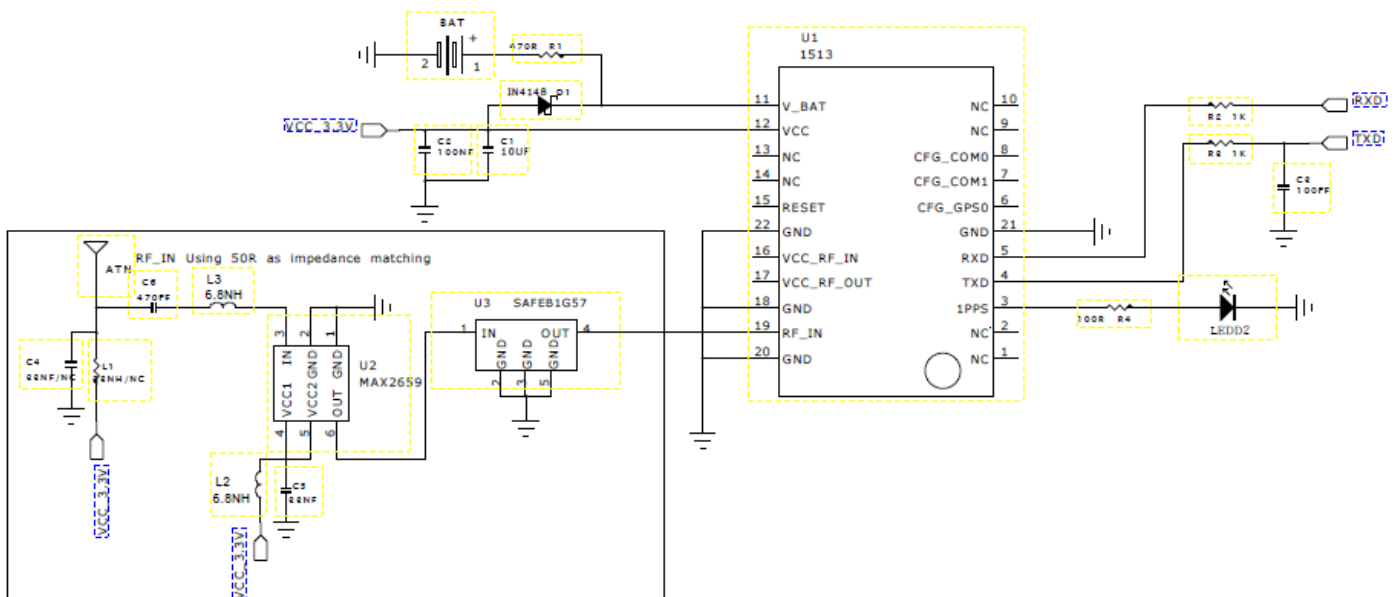 BAT
+
2
1
470R R1
IN4148 D1
VCC_3.3V
C2
100NF
C1
10UF
U1
1513
11
V_BAT
12
VCC
13
NC
14
NC
15
RESET
22
GND
16
VCC_RF_IN
17
VCC_RF_OUT
18
GND
19
RF_IN
20
GND
NC
10
NC
9
CFG_COM0
8
CFG_COM1
7
CFG_GPS0
6
GND
21
RXD
5
TXD
4
1PPS
3
NC
2
NC
1
1K
RXD
1K
TXD
100PF
100R R4
LEDD2
RF_IN Using 50R as impedance matching
ATN
C6
470PF
L3
6.8NH
C4
L1
VCC_3.3V
3
2
1
IN
GND
GND
VCC1
VCC2
OUT
4
5
6
U2
MAX2659
L2
6.8NH
C5
VCC_3.3V
U3 SAFEB1G57
1
IN
OUT
4
GND
GND
GND
2
3
5